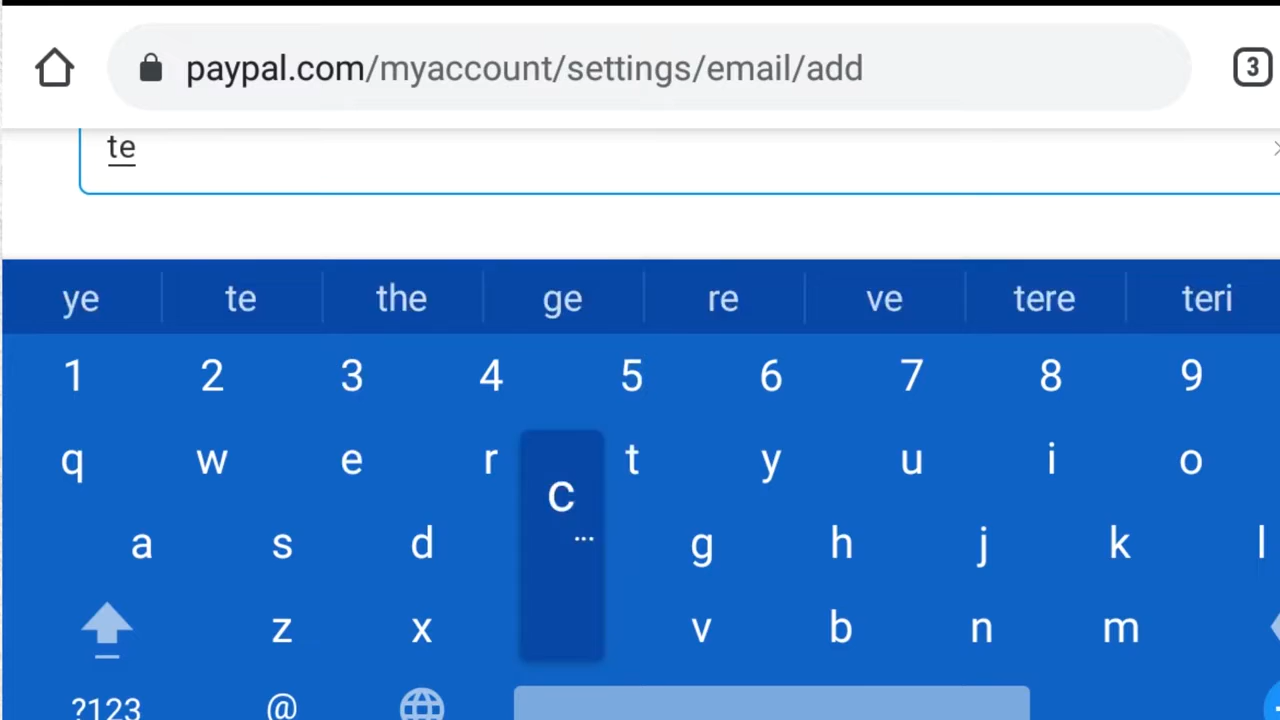 paypal.com/myaccount/settings/email/add 3
te
ye te the ge re ve tere teri
1 2 3 4 5 6 7 8 9
q w e r t y u i o
c
a s d g h j k l
z x v b n m
?123 @